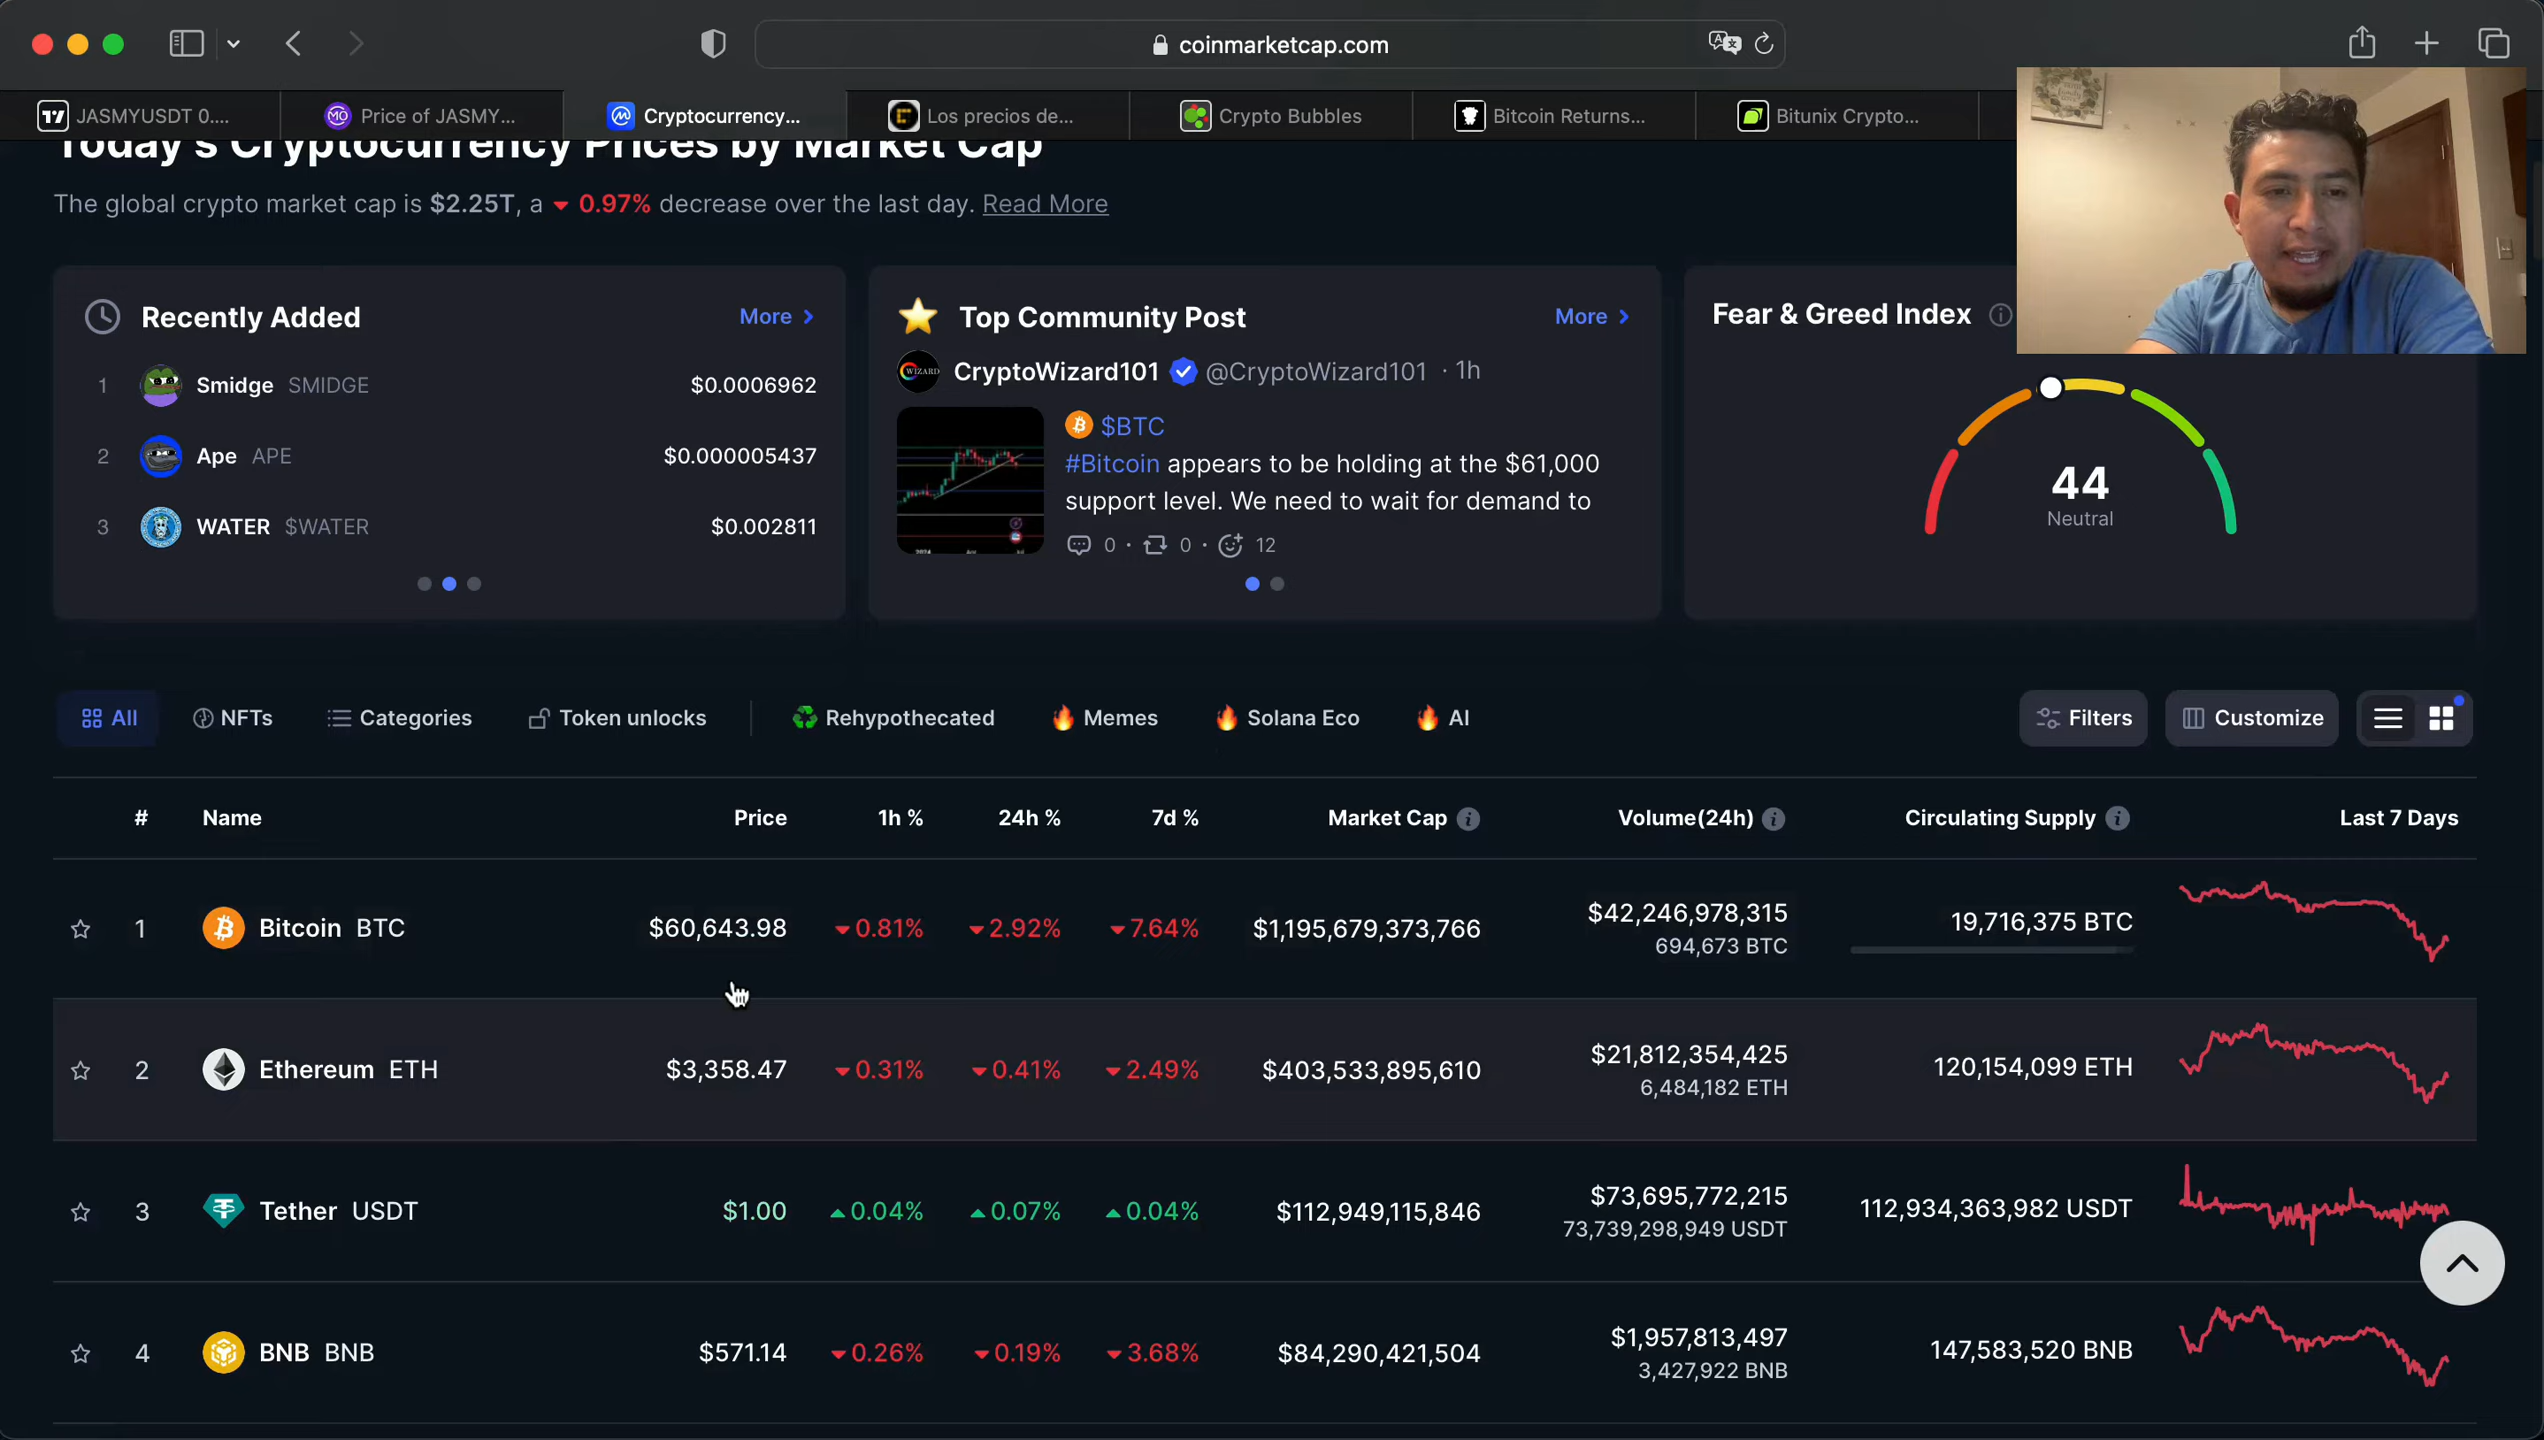 coinmarketcap.com
JASMYUSDT 0....
Price of JASMY...
Cryptocurrency...
Los precios de...
Crypto Bubbles
Bitcoin Returns...
Bitunix Crypto...
Today's Cryptocurrency Prices by Market Cap
The global crypto market cap is $2.25T, a 0.97% decrease over the last day. Read More
Recently Added More
1 Smidge SMIDGE $0.0006962
2 Ape APE $0.000005437
3 WATER $WATER $0.002811
Top Community Post More
WIZARD CryptoWizard101 @CryptoWizard101 · 1h
$BTC
#Bitcoin appears to be holding at the $61,000
support level. We need to wait for demand to
0 · 0 · 12
Fear & Greed Index
44
Neutral
All NFTs Categories Token unlocks Rehypothecated Memes Solana Eco AI Filters Customize
# Name Price 1h % 24h % 7d % Market Cap Volume(24h) Circulating Supply Last 7 Days
1 Bitcoin BTC $60,643.98 0.81% 2.92% 7.64% $1,195,679,373,766 $42,246,978,315 19,716,375 BTC
694,673 BTC
2 Ethereum ETH $3,358.47 0.31% 0.41% 2.49% $403,533,895,610 $21,812,354,425 120,154,099 ETH
6,484,182 ETH
3 Tether USDT $1.00 0.04% 0.07% 0.04% $112,949,115,846 $73,695,772,215 112,934,363,982 USDT
73,739,298,949 USDT
4 BNB BNB $571.14 0.26% 0.19% 3.68% $84,290,421,504 $1,957,813,497 147,583,520 BNB
3,427,922 BNB